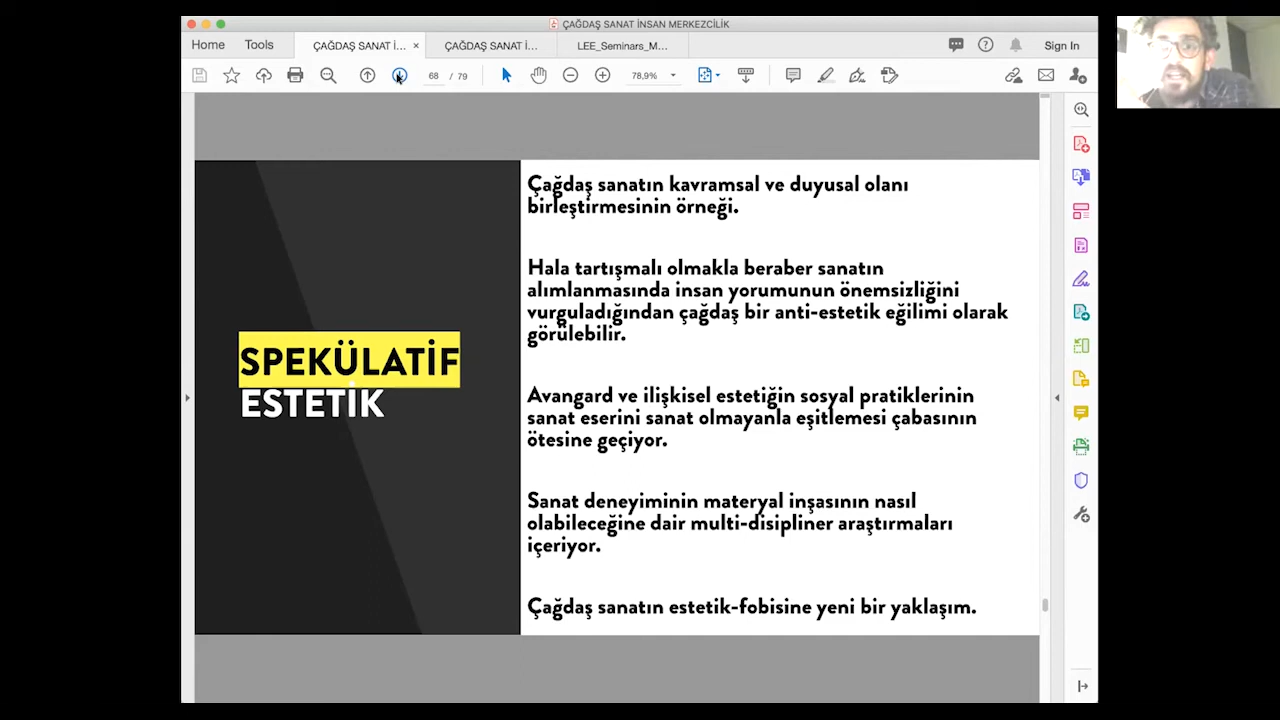 ÇAĞDAŞ SANAT İNSAN MERKEZCİLİK
Home Tools ÇAĞDAŞ SANAT İ... × ÇAĞDAŞ SANAT İ... LEE_Seminars_M... Sign In
68 / 79 78,9%
Çağdaş sanatın kavramsal ve duyusal olanı
birleştirmesinin örneği.
Hala tartışmalı olmakla beraber sanatın
alımlanmasında insan yorumunun önemsizliğini
vurguladığından çağdaş bir anti-estetik eğilimi olarak
görülebilir.
SPEKÜLATİF
ESTETİK
Avangard ve ilişkisel estetiğin sosyal pratiklerinin
sanat eserini sanat olmayanla eşitlemesi çabasının
ötesine geçiyor.
Sanat deneyiminin materyal inşasının nasıl
olabileceğine dair multi-disipliner araştırmaları
içeriyor.
Çağdaş sanatın estetik-fobisine yeni bir yaklaşım.